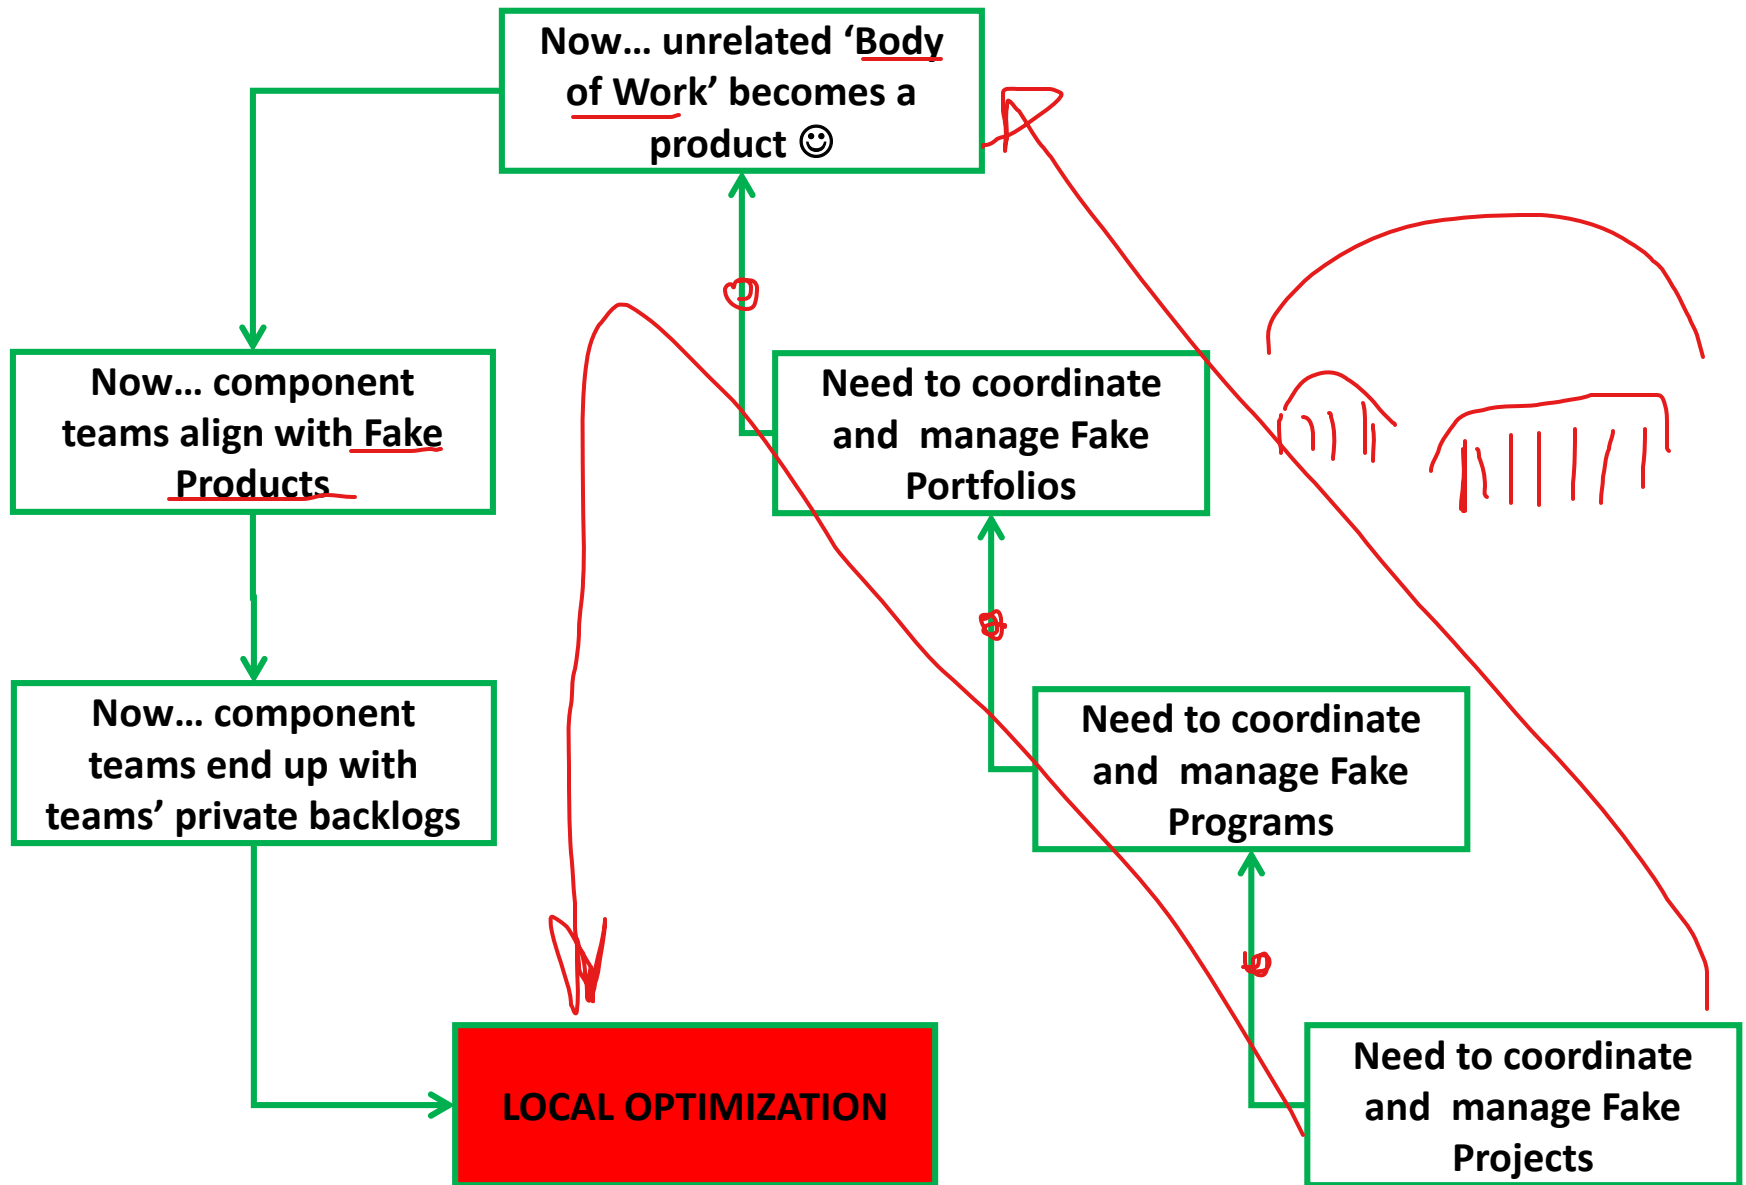 Now... unrelated ‘Body
of Work’ becomes a
product ☺
Now... component
teams align with Fake
Products
Need to coordinate
and  manage Fake
Portfolios
Now... component
teams end up with
teams’ private backlogs
Need to coordinate
and  manage Fake
Programs
LOCAL OPTIMIZATION
Need to coordinate
and  manage Fake
Projects